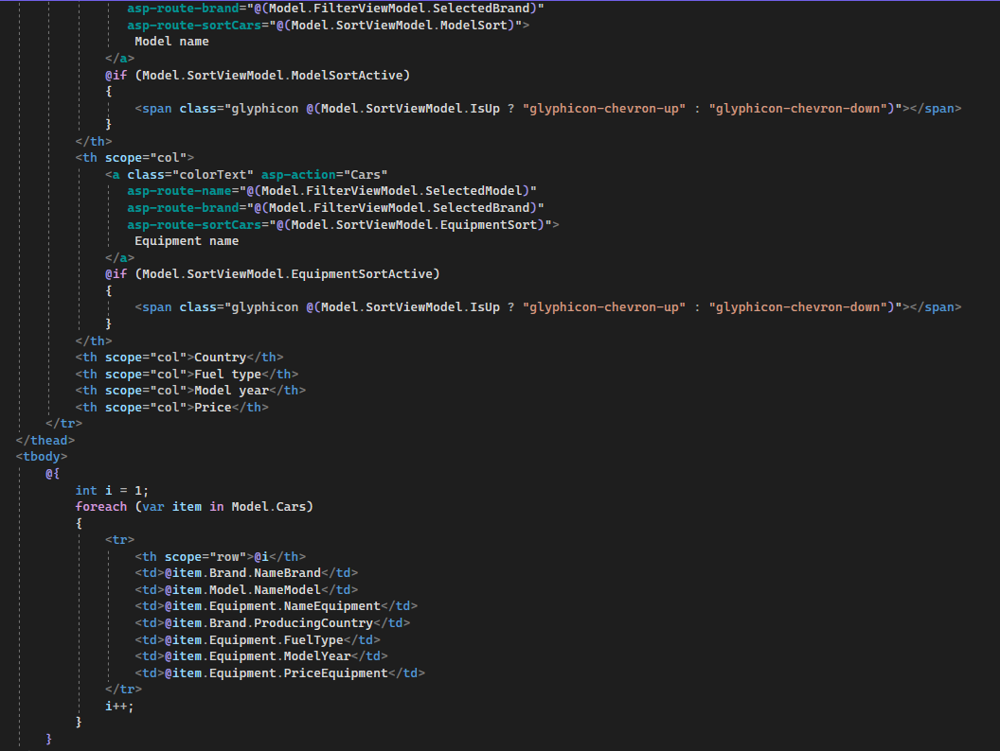 asp-route-brand="@(Model.FilterViewModel.SelectedBrand)"
asp-route-sortCars="@(Model.SortViewModel.ModelSort)">
Model name
</a>
@if (Model.SortViewModel.ModelSortActive)
{
<span class="glyphicon @(Model.SortViewModel.IsUp ? "glyphicon-chevron-up" : "glyphicon-chevron-down")"></span>
}
</th>
<th scope="col">
<a class="colorText" asp-action="Cars"
asp-route-name="@(Model.FilterViewModel.SelectedModel)"
asp-route-brand="@(Model.FilterViewModel.SelectedBrand)"
asp-route-sortCars="@(Model.SortViewModel.EquipmentSort)">
Equipment name
</a>
@if (Model.SortViewModel.EquipmentSortActive)
{
<span class="glyphicon @(Model.SortViewModel.IsUp ? "glyphicon-chevron-up" : "glyphicon-chevron-down")"></span>
}
</th>
<th scope="col">Country</th>
<th scope="col">Fuel type</th>
<th scope="col">Model year</th>
<th scope="col">Price</th>
</tr>
</thead>
<tbody>
@{
int i = 1;
foreach (var item in Model.Cars)
{
<tr>
<th scope="row">@i</th>
<td>@item.Brand.NameBrand</td>
<td>@item.Model.NameModel</td>
<td>@item.Equipment.NameEquipment</td>
<td>@item.Brand.ProducingCountry</td>
<td>@item.Equipment.FuelType</td>
<td>@item.Equipment.ModelYear</td>
<td>@item.Equipment.PriceEquipment</td>
</tr>
i++;
}
}